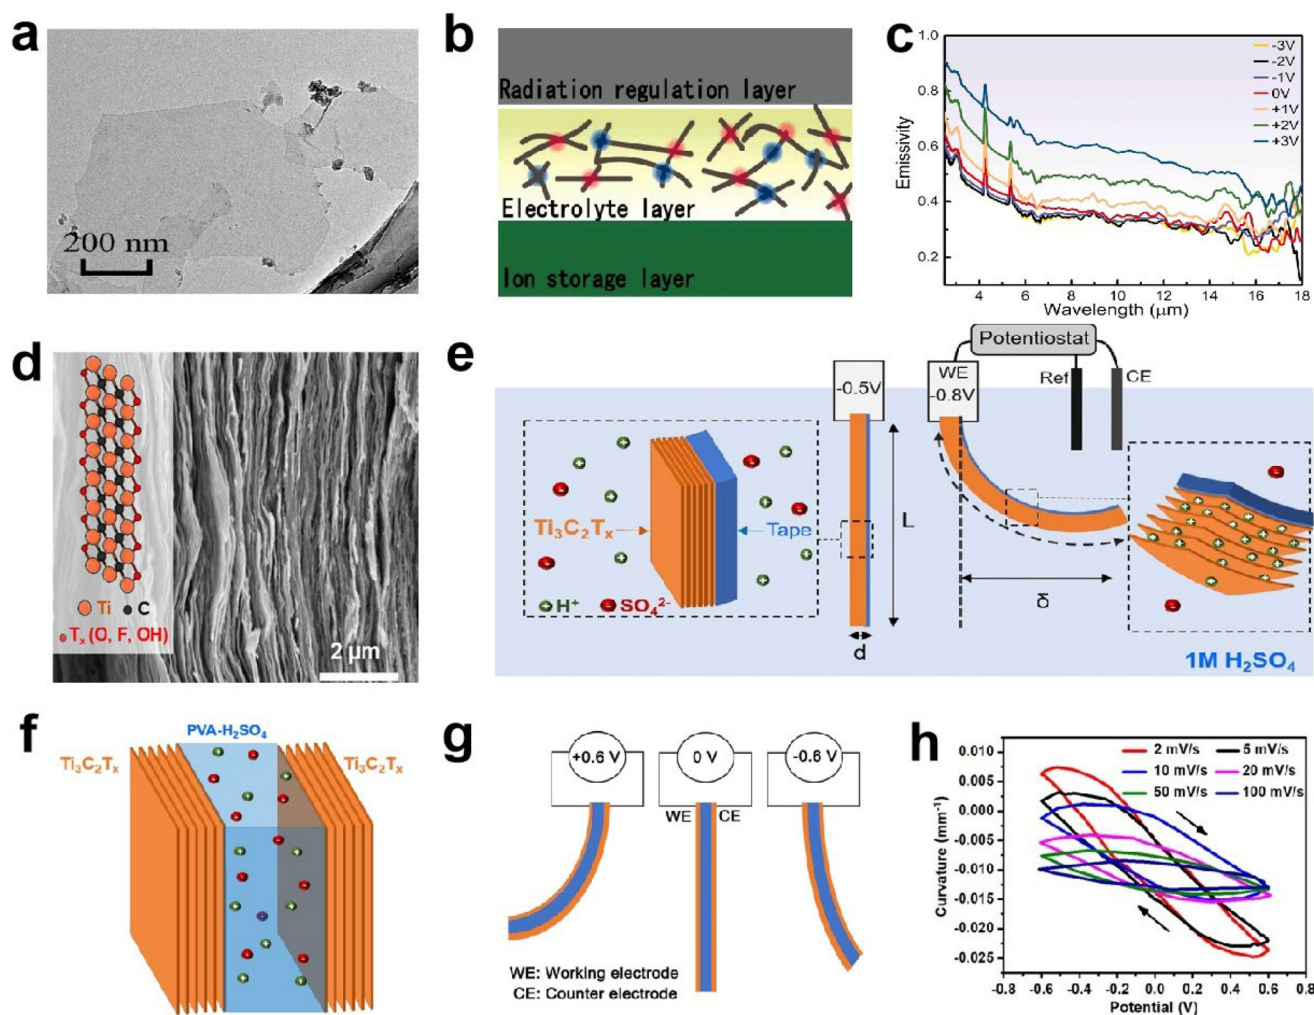 a
200 nm
b
Radiation regulation layer
Electrolyte layer
Ion storage layer
c
1.0
0.8
0.6
0.4
0.2
Emissivity
-3V
-2V
-1V
0V
+1V
+2V
+3V
4 6 8 10 12 14 16 18
Wavelength (μm)
d
Ti C
Tₓ (O, F, OH)
2 μm
e
Potentiostat
-0.5V
WE
-0.8V
Ref
CE
Ti₃C₂Tₓ
Tape
H⁺ SO₄²⁻
L
d
δ
1M H₂SO₄
f
PVA-H₂SO₄
Ti₃C₂Tₓ
Ti₃C₂Tₓ
g
+0.6 V
0 V
-0.6 V
WE CE
WE: Working electrode
CE: Counter electrode
h
2 mV/s 5 mV/s
10 mV/s 20 mV/s
50 mV/s 100 mV/s
0.010
0.005
0.000
-0.005
-0.010
-0.015
-0.020
-0.025
Curvature (mm⁻¹)
-0.6 -0.4 -0.2 0.0 0.2 0.4 0.6 0.8
Potential (V)